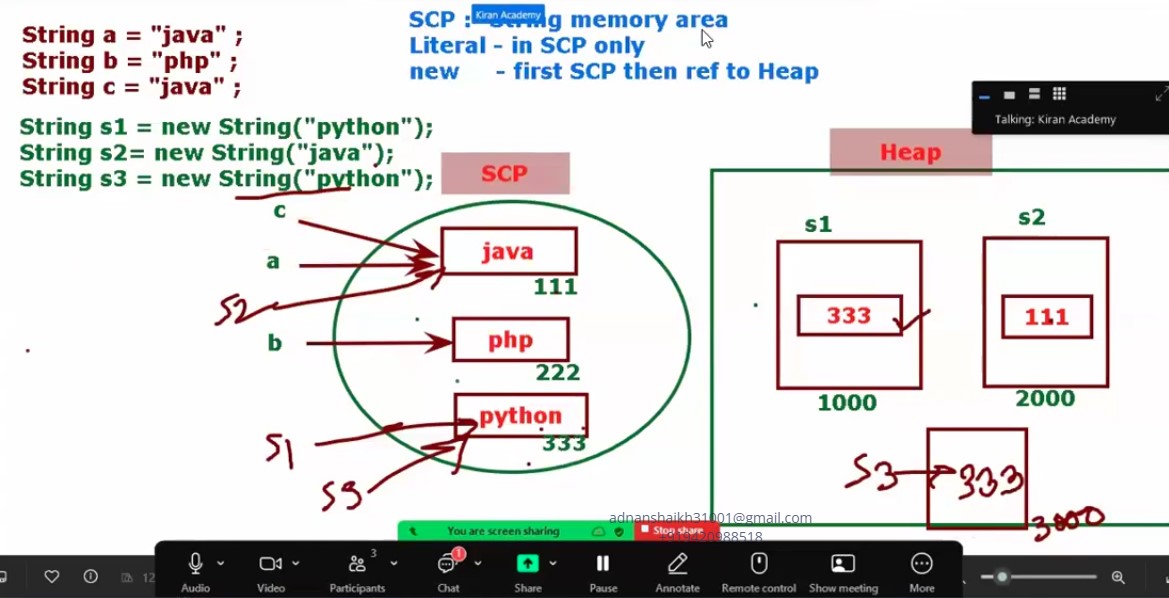 String a = "java" ;
String b = "php" ;
String c = "java" ;
SCP :
Kiran Academy
memory area
Literal - in SCP only
new - first SCP then ref to Heap
String s1 = new String("python");
String s2= new String("java");
String s3 = new String("python");
Talking: Kiran Academy
SCP
Heap
c
a
S2
b
S1
S3
java
111
php
222
python
333
s1
333
1000
s2
111
2000
S3
333
3000
adnanshaikh31001@gmail.com
You are screen sharing
Stop share
12
Audio
Video
3
Participants
1
Chat
Share
Pause
Annotate
Remote control
Show meeting
More